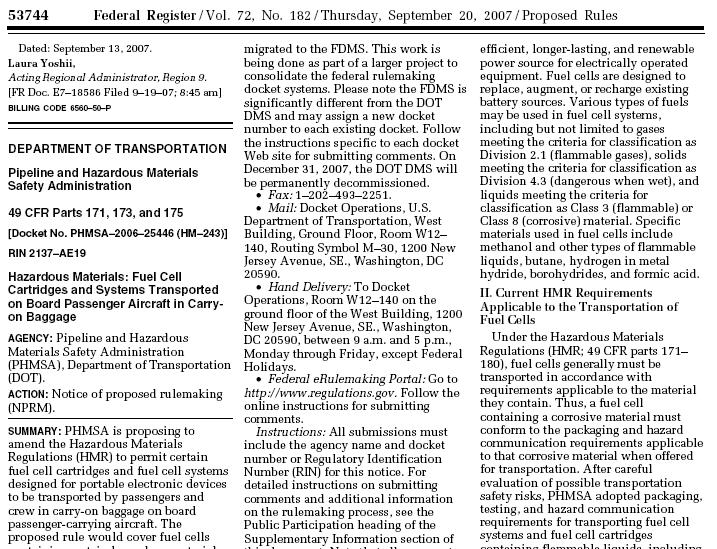 53744 Federal Register / Vol. 72, No. 182 / Thursday, September 20, 2007 / Proposed Rules
Dated: September 13, 2007.
Laura Yoshii,
Acting Regional Administrator, Region 9.
[FR Doc. E7–18586 Filed 9–19–07; 8:45 am]
BILLING CODE 6560–50–P
DEPARTMENT OF TRANSPORTATION
Pipeline and Hazardous Materials
Safety Administration
49 CFR Parts 171, 173, and 175
[Docket No. PHMSA–2006–25446 (HM–243)]
RIN 2137–AE19
Hazardous Materials: Fuel Cell
Cartridges and Systems Transported
on Board Passenger Aircraft in Carry-
on Baggage
AGENCY: Pipeline and Hazardous
Materials Safety Administration
(PHMSA), Department of Transportation
(DOT).
ACTION: Notice of proposed rulemaking
(NPRM).
SUMMARY: PHMSA is proposing to
amend the Hazardous Materials
Regulations (HMR) to permit certain
fuel cell cartridges and fuel cell systems
designed for portable electronic devices
to be transported by passengers and
crew in carry-on baggage on board
passenger-carrying aircraft. The
proposed rule would cover fuel cells
migrated to the FDMS. This work is
being done as part of a larger project to
consolidate the federal rulemaking
docket systems. Please note the FDMS is
significantly different from the DOT
DMS and may assign a new docket
number to each existing docket. Follow
the instructions specific to each docket
Web site for submitting comments. On
December 31, 2007, the DOT DMS will
be permanently decommissioned.
• Fax: 1–202–493–2251.
• Mail: Docket Operations, U.S.
Department of Transportation, West
Building, Ground Floor, Room W12–
140, Routing Symbol M–30, 1200 New
Jersey Avenue, SE., Washington, DC
20590.
• Hand Delivery: To Docket
Operations, Room W12–140 on the
ground floor of the West Building, 1200
New Jersey Avenue, SE., Washington,
DC 20590, between 9 a.m. and 5 p.m.,
Monday through Friday, except Federal
Holidays.
• Federal eRulemaking Portal: Go to
http://www.regulations.gov. Follow the
online instructions for submitting
comments.
Instructions: All submissions must
include the agency name and docket
number or Regulatory Identification
Number (RIN) for this notice. For
detailed instructions on submitting
comments and additional information
on the rulemaking process, see the
Public Participation heading of the
Supplementary Information section of
efficient, longer-lasting, and renewable
power source for electrically operated
equipment. Fuel cells are designed to
replace, augment, or recharge existing
battery sources. Various types of fuels
may be used in fuel cell systems,
including but not limited to gases
meeting the criteria for classification as
Division 2.1 (flammable gases), solids
meeting the criteria for classification as
Division 4.3 (dangerous when wet), and
liquids meeting the criteria for
classification as Class 3 (flammable) or
Class 8 (corrosive) material. Specific
materials used in fuel cells include
methanol and other types of flammable
liquids, butane, hydrogen in metal
hydride, borohydrides, and formic acid.
II. Current HMR Requirements
Applicable to the Transportation of
Fuel Cells
Under the Hazardous Materials
Regulations (HMR; 49 CFR parts 171–
180), fuel cells generally must be
transported in accordance with
requirements applicable to the material
they contain. Thus, a fuel cell
containing a corrosive material must
conform to the packaging and hazard
communication requirements applicable
to that corrosive material when offered
for transportation. After careful
evaluation of possible transportation
safety risks, PHMSA adopted packaging,
testing, and hazard communication
requirements for transporting fuel cell
systems and fuel cell cartridges
containing flammable liquids, including